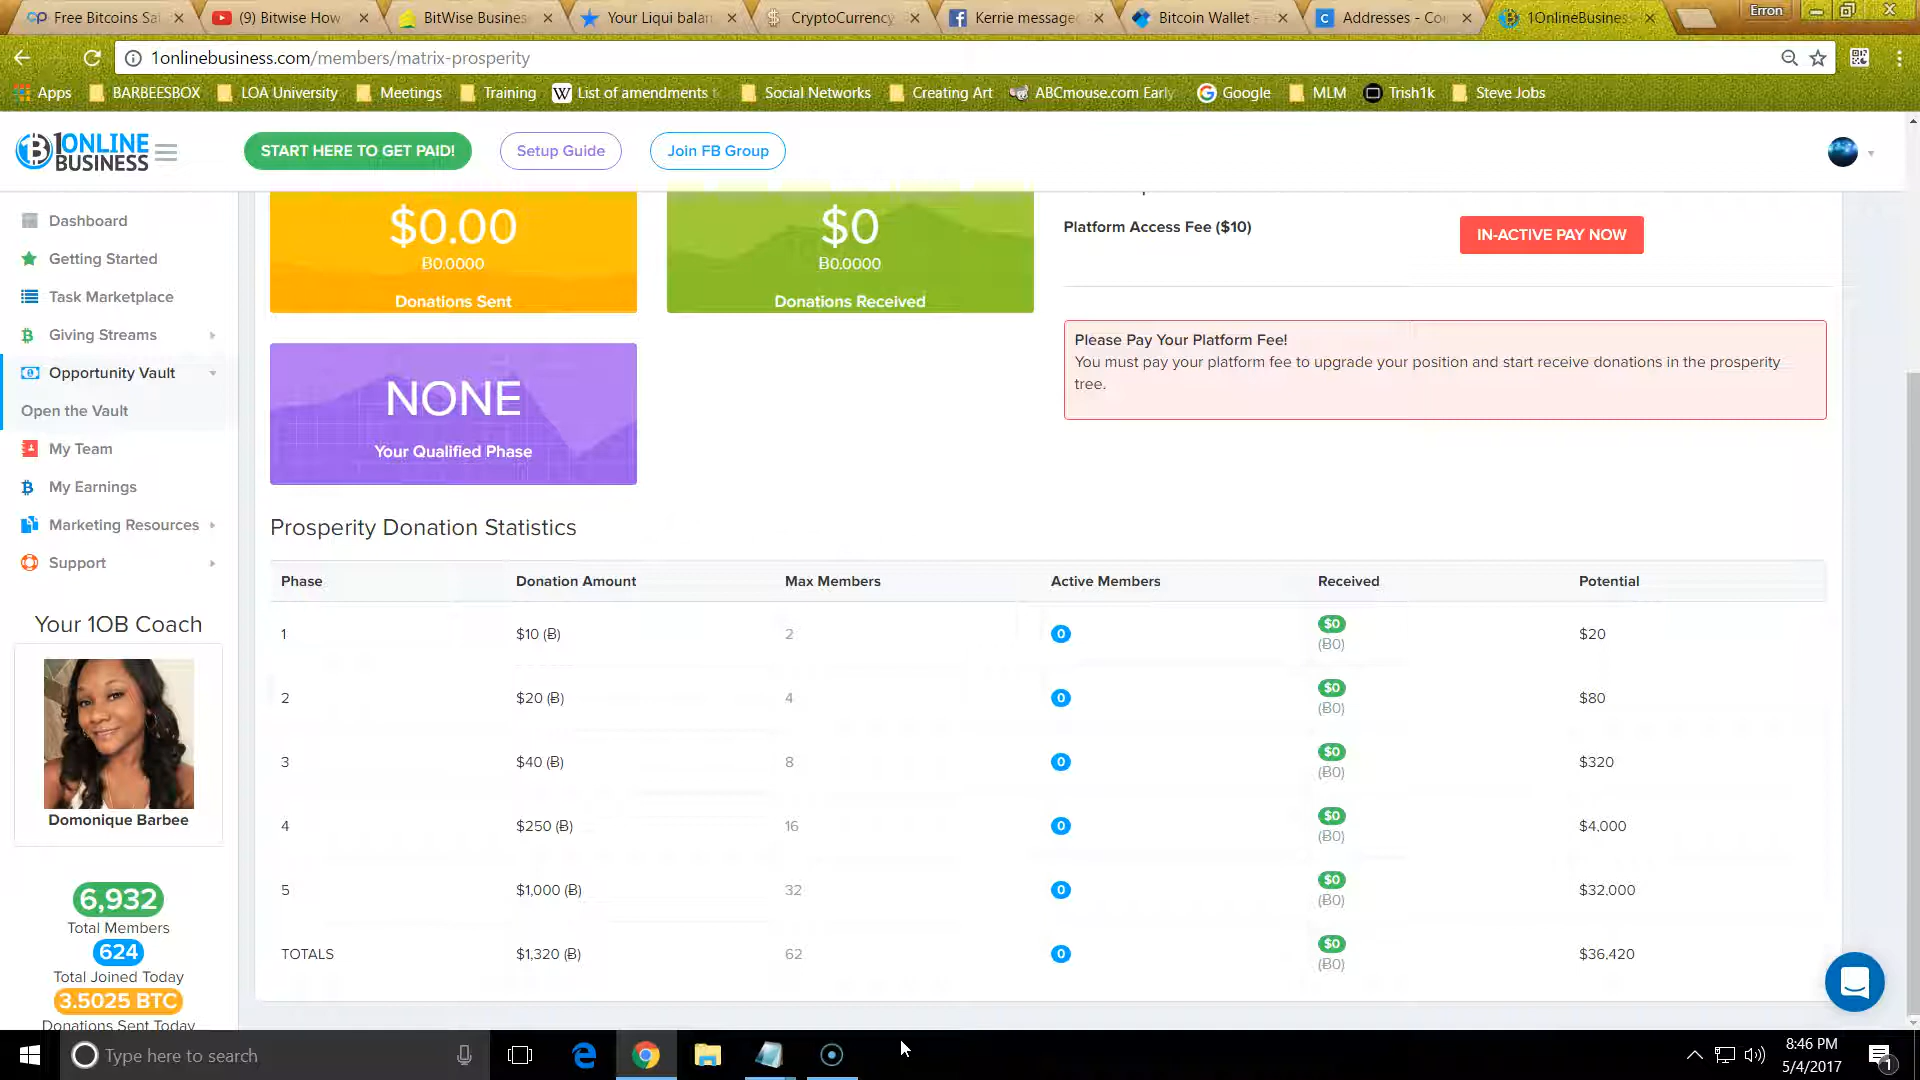 Free Bitcoins Sa
(9) Bitwise How
BitWise Business
Your Liqui balan
CryptoCurrency
Kerrie message
Bitcoin Wallet -
Addresses - Co
1OnlineBusines
Erron
1onlinebusiness.com/members/matrix-prosperity
Apps
BARBEESBOX
LOA University
Meetings
Training
W List of amendments t
Social Networks
Creating Art
ABCmouse.com Early
Google
MLM
Trish1k
Steve Jobs
1ONLINE
BUSINESS
START HERE TO GET PAID!
Setup Guide
Join FB Group
Dashboard
Getting Started
Task Marketplace
Giving Streams
Opportunity Vault
Open the Vault
My Team
My Earnings
Marketing Resources
Support
Your 1OB Coach
Domonique Barbee
6,932
Total Members
624
Total Joined Today
3.5025 BTC
Donations Sent Today
$0.00
Ƀ0.0000
Donations Sent
$0
Ƀ0.0000
Donations Received
Platform Access Fee ($10)
IN-ACTIVE PAY NOW
Please Pay Your Platform Fee!
You must pay your platform fee to upgrade your position and start receive donations in the prosperity
tree.
NONE
Your Qualified Phase
Prosperity Donation Statistics
Phase Donation Amount Max Members Active Members Received Potential
1 $10 (Ƀ) 2 0 $0 $20
(Ƀ0)
2 $20 (Ƀ) 4 0 $0 $80
(Ƀ0)
3 $40 (Ƀ) 8 0 $0 $320
(Ƀ0)
4 $250 (Ƀ) 16 0 $0 $4,000
(Ƀ0)
5 $1,000 (Ƀ) 32 0 $0 $32,000
(Ƀ0)
TOTALS $1,320 (Ƀ) 62 0 $0 $36,420
(Ƀ0)
Type here to search
8:46 PM
5/4/2017
1